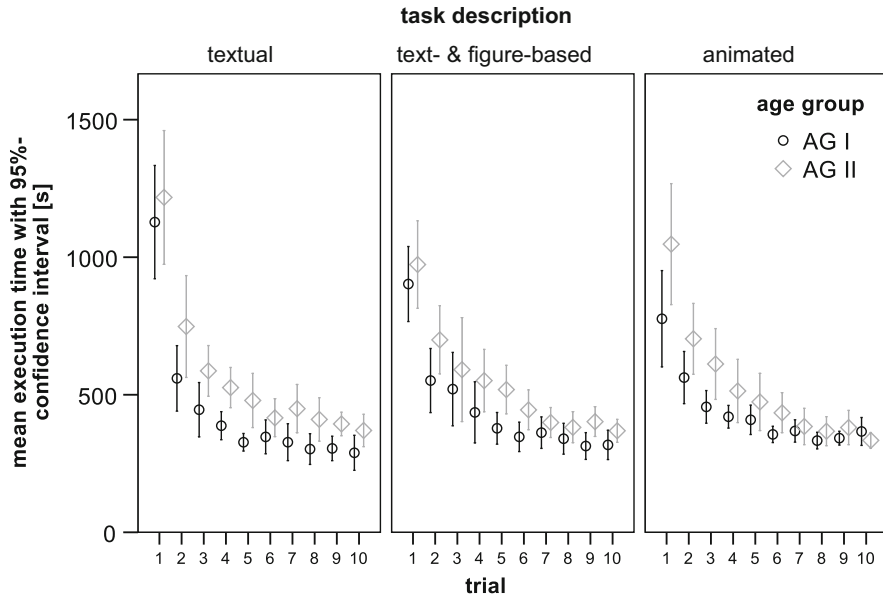 task description
textual
text- & figure-based
animated
mean execution time with 95%-
confidence interval [s]
1500
1000
500
0
age group
AG I
AG II
1 2 3 4 5 6 7 8 9 10
1 2 3 4 5 6 7 8 9 10
1 2 3 4 5 6 7 8 9 10
trial